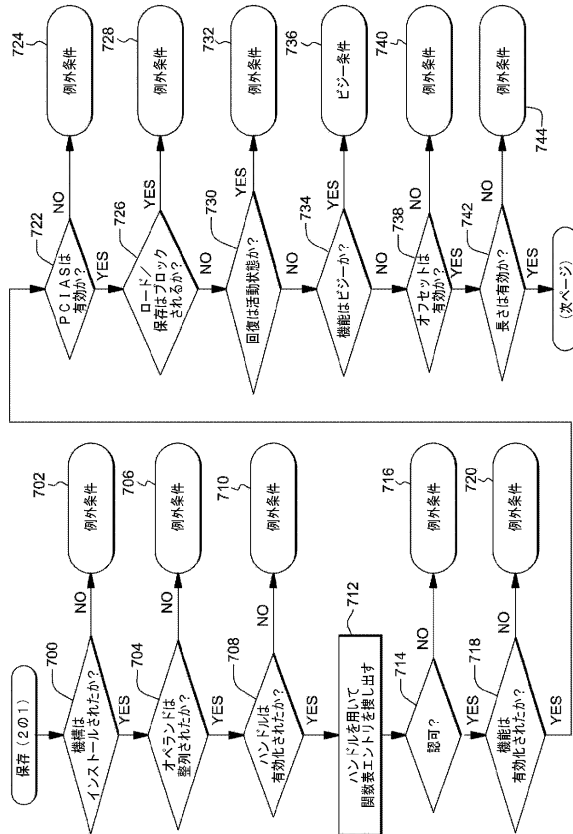 保存 (2の1)
700
機構は
インストールされたか?
NO
702
例外条件
YES
704
オペランドは
整列されたか?
NO
706
例外条件
YES
708
ハンドルは
有効化されたか?
NO
710
例外条件
YES
712
ハンドルを用いて
関数表エントリを捜し出す
714
認可?
NO
716
例外条件
YES
718
機能は
有効化されたか?
NO
720
例外条件
YES
722
PCIASは
有効か?
NO
724
例外条件
YES
726
ロード/
保存はブロック
されるか?
YES
728
例外条件
NO
730
回復は活動状態か?
YES
732
例外条件
NO
734
機能はビジーか?
YES
736
ビジー条件
NO
738
オフセットは
有効か?
NO
740
例外条件
YES
742
長さは有効か?
NO
744
例外条件
YES
(次ページ)